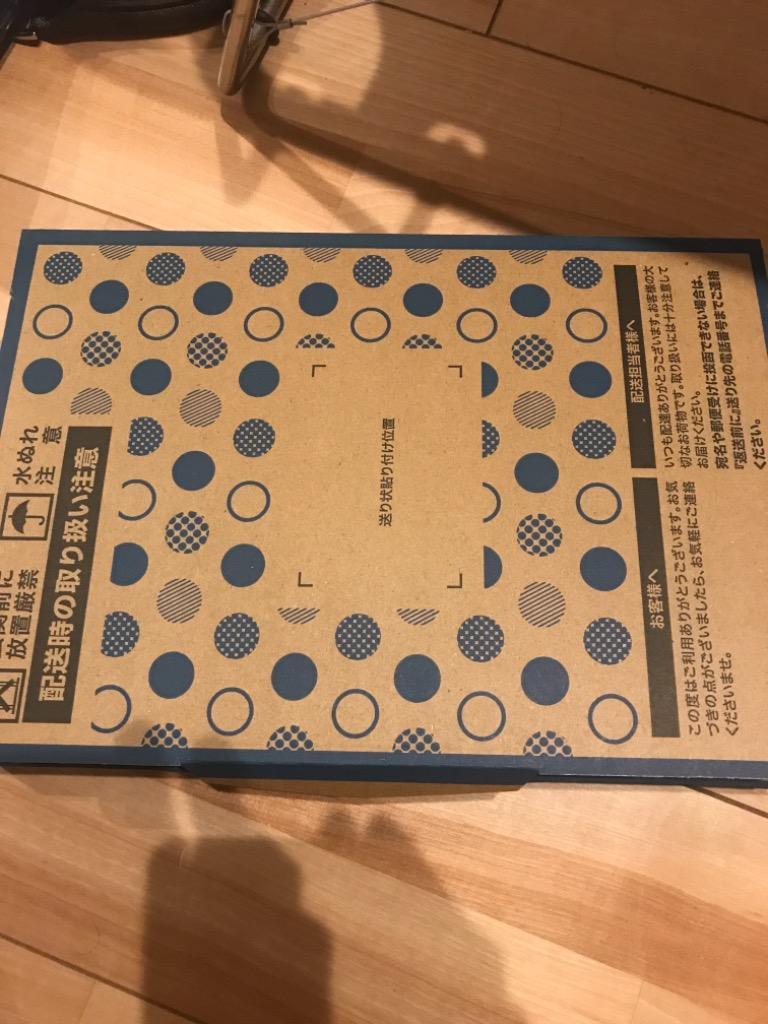 配送時の取り扱い注意
放置厳禁
水ぬれ
注意
送り状貼り付け位置
配送担当者様へ
いつも配達ありがとうございます。お客様の大
切なお荷物です。取り扱いには十分注意して
お届けください。
宛名や郵便受けに投函できない場合は、
『返送前に』送り先の電話番号までご連絡
ください。
お客様へ
この度はご利用ありがとうございます。お気
づきの点がございましたら、お気軽にご連絡
くださいませ。